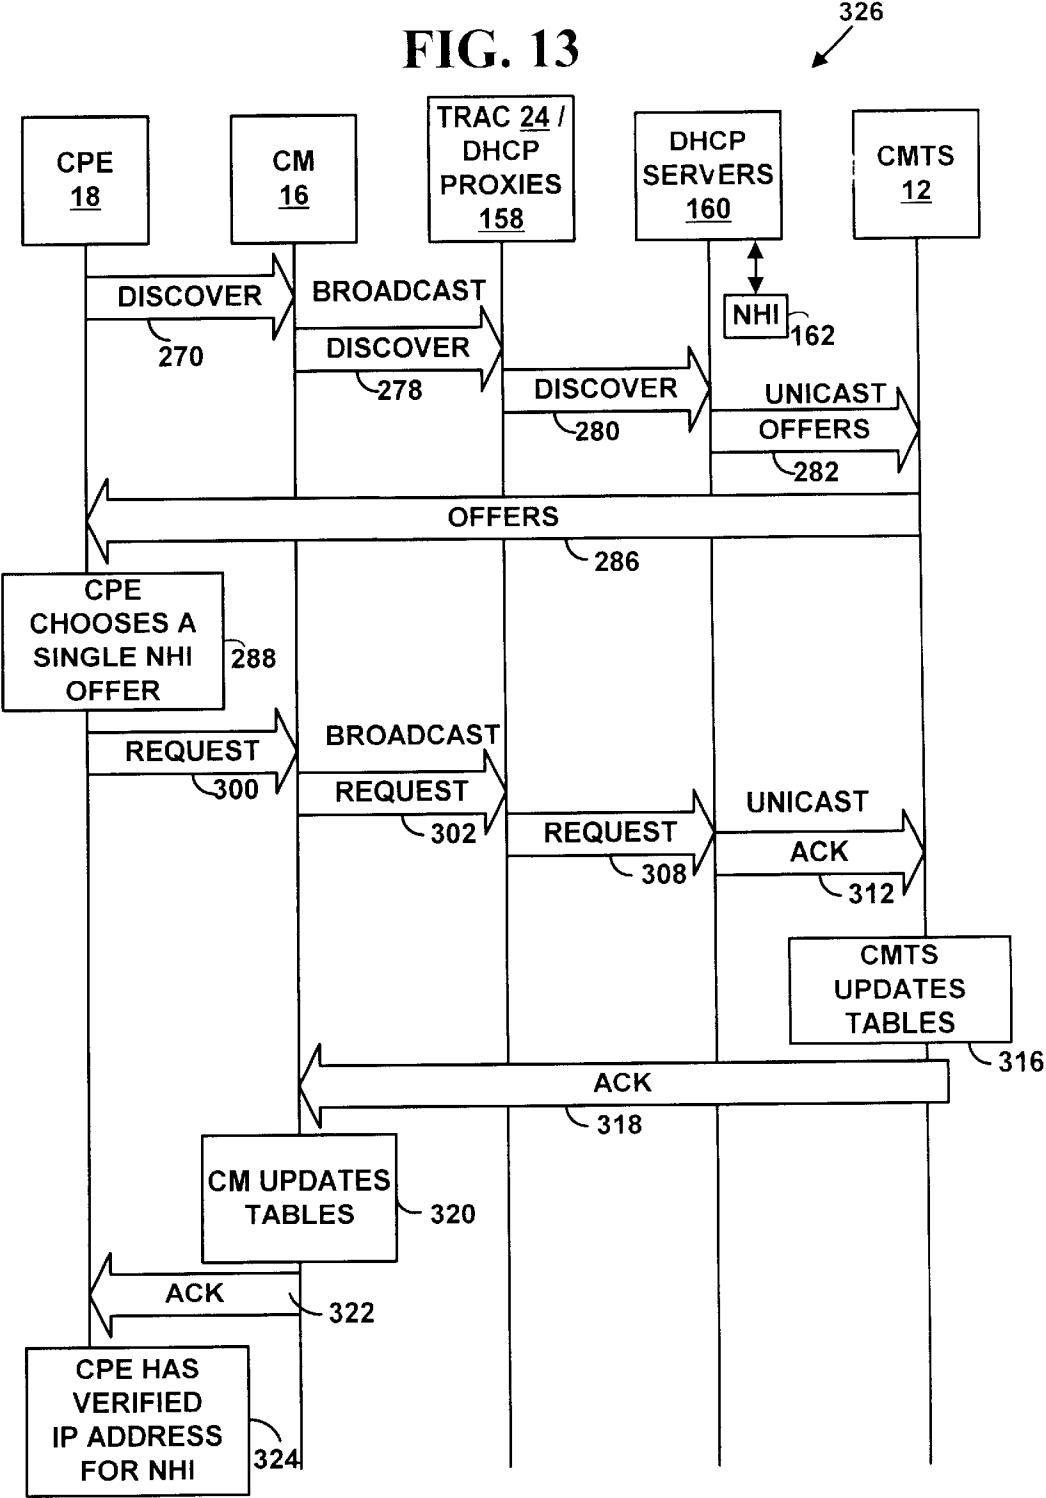 326
FIG. 13
CPE
18
CM
16
TRAC 24 /
DHCP
PROXIES
158
DHCP
SERVERS
160
CMTS
12
NHI
162
DISCOVER
270
BROADCAST
DISCOVER
278
DISCOVER
280
UNICAST
OFFERS
282
OFFERS
286
CPE
CHOOSES A
SINGLE NHI
OFFER
288
REQUEST
300
BROADCAST
REQUEST
302
REQUEST
308
UNICAST
ACK
312
CMTS
UPDATES
TABLES
316
ACK
318
CM UPDATES
TABLES
320
ACK
322
CPE HAS
VERIFIED
IP ADDRESS
FOR NHI
324